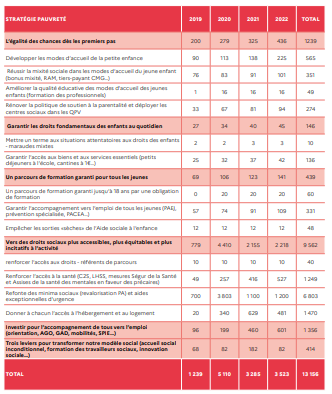 STRATÉGIE PAUVRETÉ 2019 2020 2021 2022 TOTAL
L'égalité des chances dès les premiers pas 200 279 325 436 1239
Développer les modes d'accueil de la petite enfance 90 113 138 225 565
Réussir la mixité sociale dans les modes d'accueil du jeune enfant
(bonus mixité, RAM, tiers-payant CMG...) 76 83 91 101 351
Améliorer la qualité éducative des modes d'accueil des jeunes
enfants (formation des professionnels) 1 16 16 16 49
Rénover la politique de soutien à la parentalité et déployer les
centres sociaux dans les QPV 33 67 81 94 274
Garantir les droits fondamentaux des enfants au quotidien 27 34 40 45 146
Mettre un terme aux situations attentatoires aux droits des enfants
- maraudes mixtes 2 2 3 3 10
Garantir l'accès aux biens et aux services essentiels (petits
déjeuners à l'école, cantines à 1€...) 25 32 37 42 136
Un parcours de formation garanti pour tous les jeunes 69 106 123 141 439
Un parcours de formation garanti jusqu'à 18 ans par une obligation
de formation 0 20 20 20 60
Garantir l'accompagnement vers l'emploi de tous les jeunes (PAE),
prévention spécialisée, PACEA...) 57 74 91 109 331
Empêcher les sorties «sèches» de l'Aide sociale à l'enfance 12 12 12 12 48
Vers des droits sociaux plus accessibles, plus équitables et plus
incitatifs à l'activité 779 4 410 2 155 2 218 9 562
renforcer l'accès aux droits - référents de parcours 10 10 10 10 40
Renforcer l'accès à la santé (C2S, LHSS, mesures Ségur de la Santé
et Assises de la santé des mentales en faveur des précaires) 49 257 416 527 1 249
Refonte des minima sociaux (revalorisation PA) et aides
exceptionnelles d'urgence 700 3 803 1 100 1 200 6 803
Donner à chacun l'accès à l'hébergement et au logement 20 340 629 481 1 470
Investir pour l'accompagnement de tous vers l'emploi
(orientation, AGO, GAD, mobilités, SPIE...) 96 199 460 601 1 356
Trois leviers pour transformer notre modèle social (accueil social
inconditionnel, formation des travailleurs sociaux, innovation
sociale...) 68 82 182 82 414
TOTAL 1 239 5 110 3 285 3 523 13 156